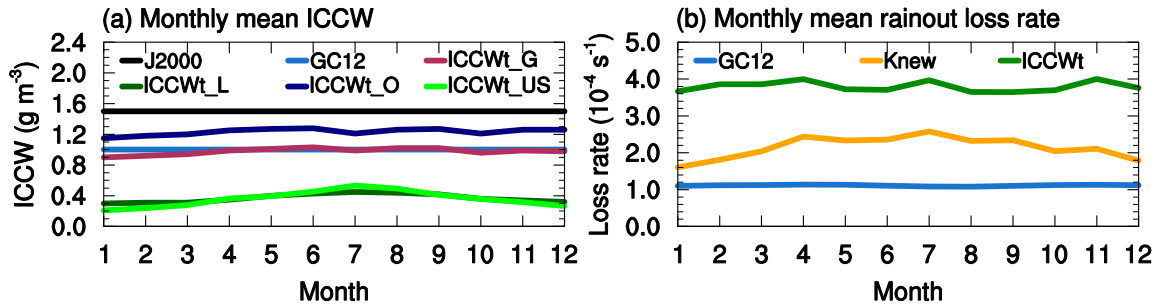 (a) Monthly mean ICCW
2.4
2.0
1.6
1.2
0.8
0.4
0.0
ICCW (g m⁻³)
J2000 GC12 ICCWt_G
ICCWt_L ICCWt_O ICCWt_US
1 2 3 4 5 6 7 8 9 10 11 12
Month
(b) Monthly mean rainout loss rate
5.0
4.0
3.0
2.0
1.0
0.0
Loss rate (10⁻⁴ s⁻¹)
GC12 Knew ICCWt
1 2 3 4 5 6 7 8 9 10 11 12
Month